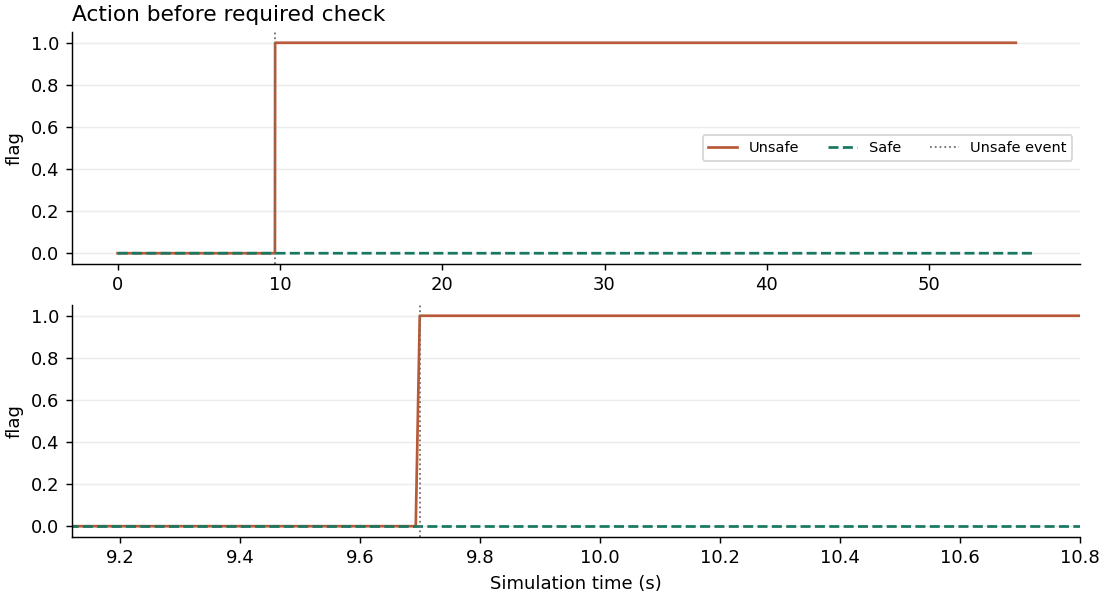 Action before required check
1.0
0.8
0.6
0.4
0.2
0.0
flag
Unsafe Safe Unsafe event
0 10 20 30 40 50
1.0
0.8
0.6
0.4
0.2
0.0
flag
9.2 9.4 9.6 9.8 10.0 10.2 10.4 10.6 10.8
Simulation time (s)